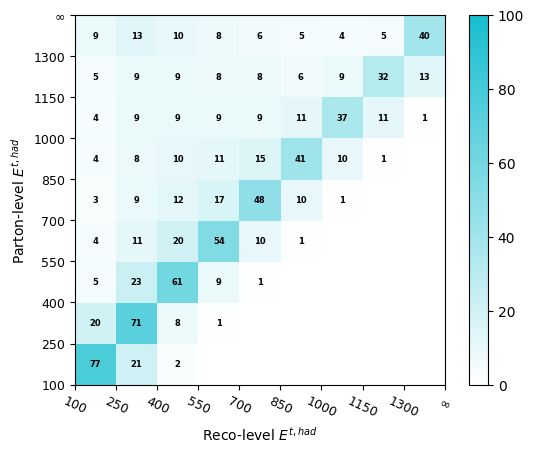 ∞ 9 13 10 8 6 5 4 5 40
1300
5 9 9 8 8 6 9 32 13
1150
4 9 9 9 9 11 37 11 1
1000
4 8 10 11 15 41 10 1
850
3 9 12 17 48 10 1
700
4 11 20 54 10 1
550
5 23 61 9 1
400
20 71 8 1
250
77 21 2
100
100 250 400 550 700 850 1000 1150 1300 ∞
Reco-level E^{t, had}
Parton-level E^{t, had}
100
80
60
40
20
0